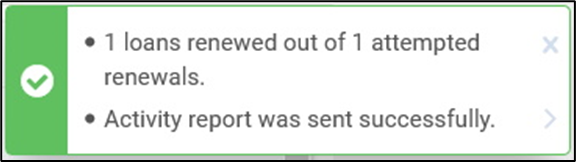 • 1 loans renewed out of 1 attempted
renewals.
• Activity report was sent successfully.